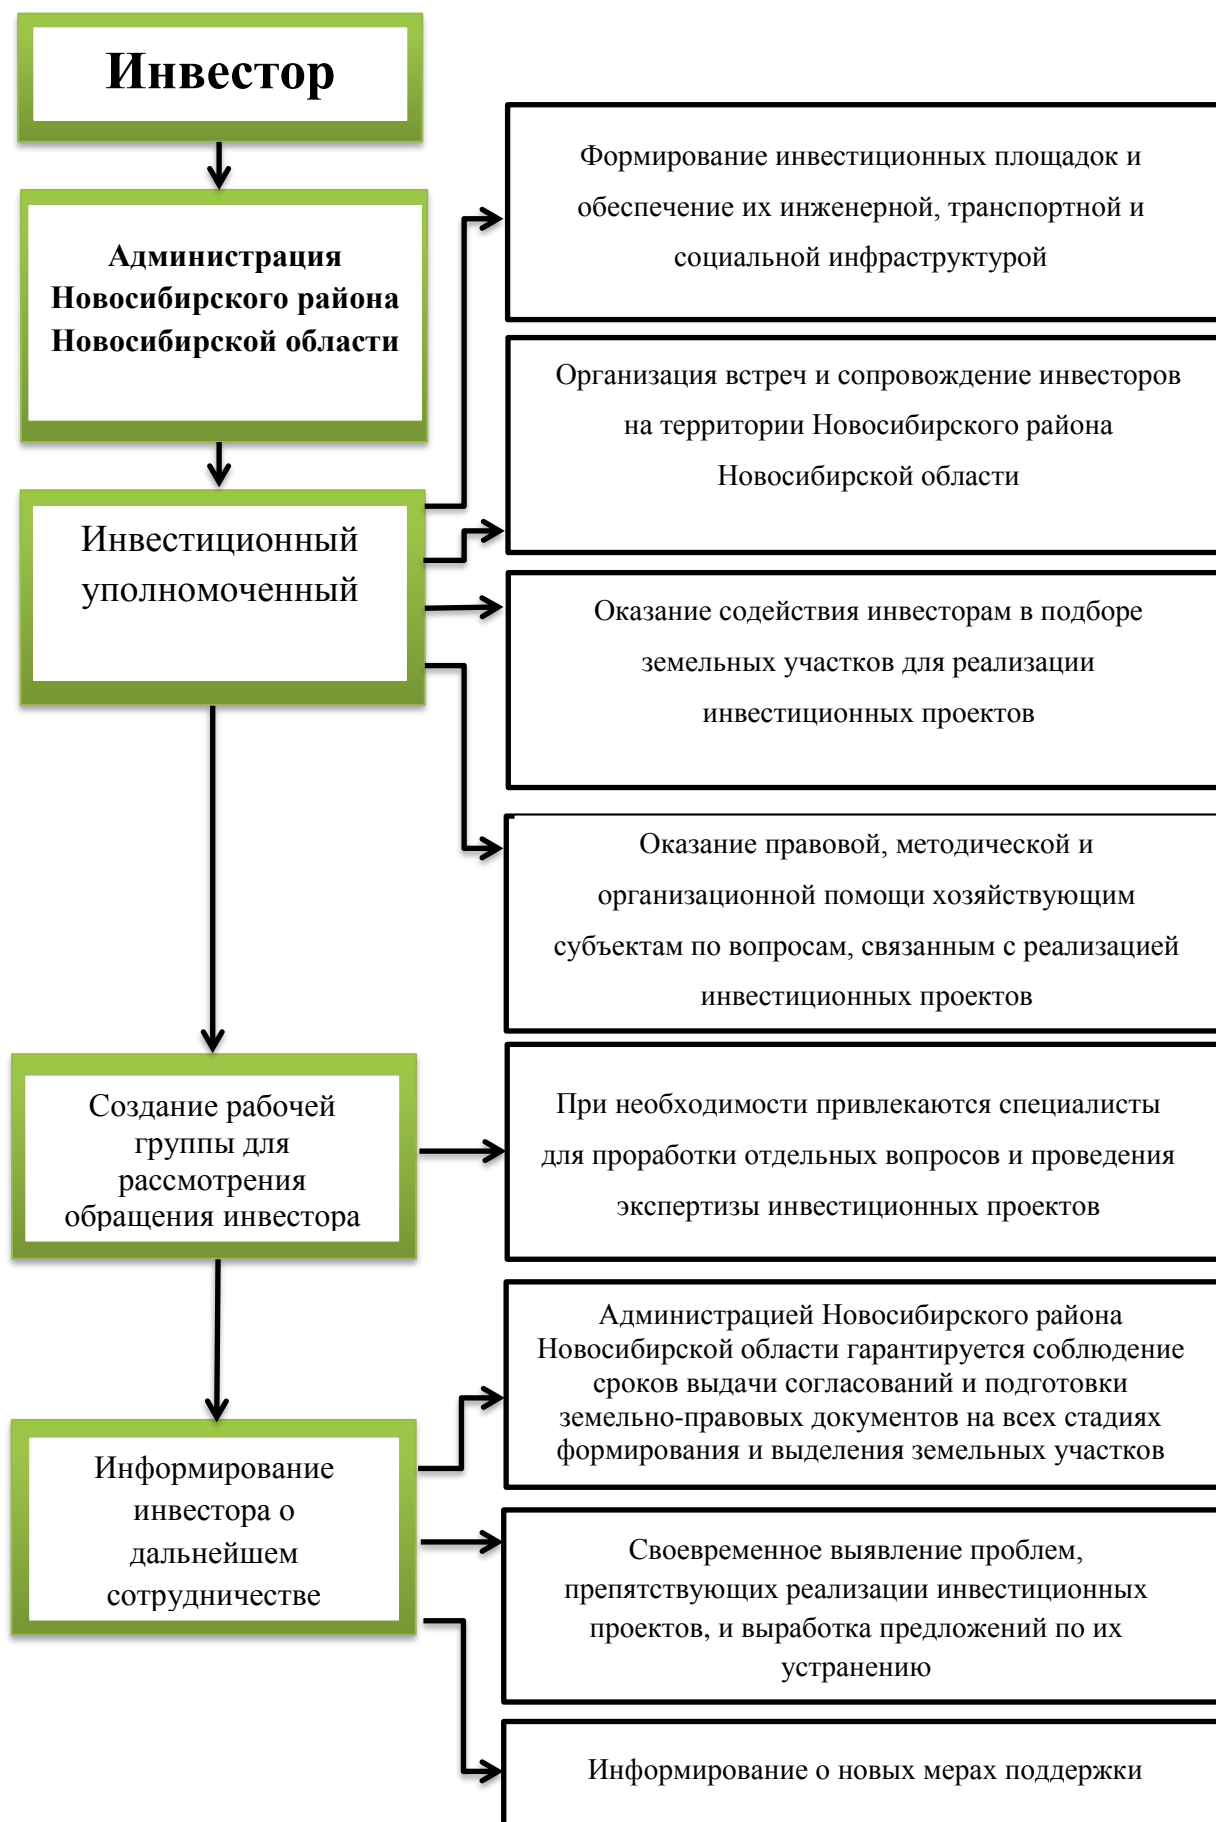 Инвестор
Администрация
Новосибирского района
Новосибирской области
Инвестиционный
уполномоченный
Формирование инвестиционных площадок и
обеспечение их инженерной, транспортной и
социальной инфраструктурой
Организация встреч и сопровождение инвесторов
на территории Новосибирского района
Новосибирской области
Оказание содействия инвесторам в подборе
земельных участков для реализации
инвестиционных проектов
Оказание правовой, методической и
организационной помощи хозяйствующим
субъектам по вопросам, связанным с реализацией
инвестиционных проектов
Создание рабочей
группы для
рассмотрения
обращения инвестора
При необходимости привлекаются специалисты
для проработки отдельных вопросов и проведения
экспертизы инвестиционных проектов
Информирование
инвестора о
дальнейшем
сотрудничестве
Администрацией Новосибирского района
Новосибирской области гарантируется соблюдение
сроков выдачи согласований и подготовки
земельно-правовых документов на всех стадиях
формирования и выделения земельных участков
Своевременное выявление проблем,
препятствующих реализации инвестиционных
проектов, и выработка предложений по их
устранению
Информирование о новых мерах поддержки